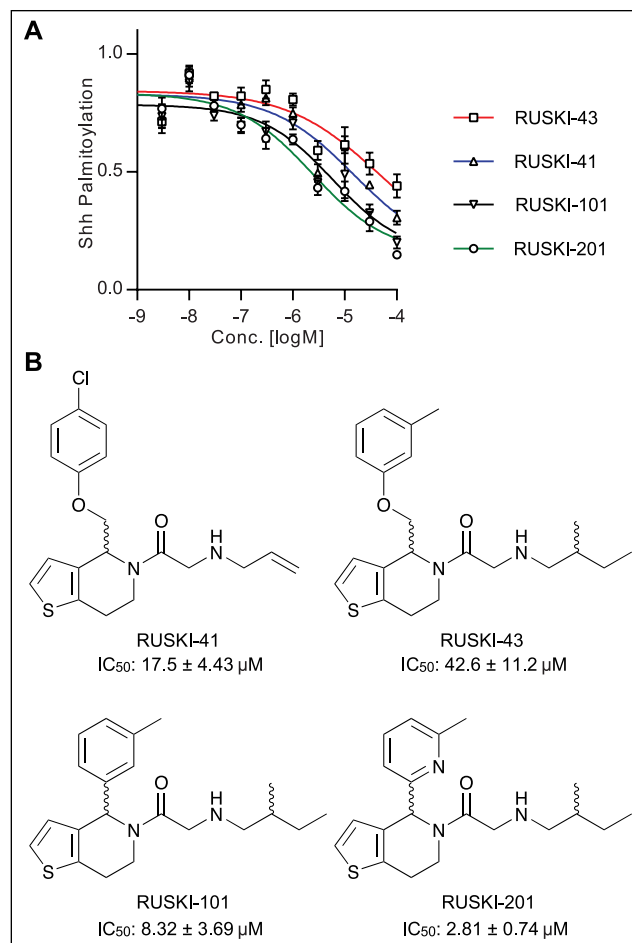 A
1.0
0.5
0.0
Shh Palmitoylation
-9 -8 -7 -6 -5 -4
Conc. [logM]
RUSKI-43
RUSKI-41
RUSKI-101
RUSKI-201
B
Cl
O
O
H
N
N
S
RUSKI-41
IC50: 17.5 ± 4.43 µM
O
O
H
N
N
S
RUSKI-43
IC50: 42.6 ± 11.2 µM
O
H
N
N
S
RUSKI-101
IC50: 8.32 ± 3.69 µM
N
O
H
N
N
S
RUSKI-201
IC50: 2.81 ± 0.74 µM